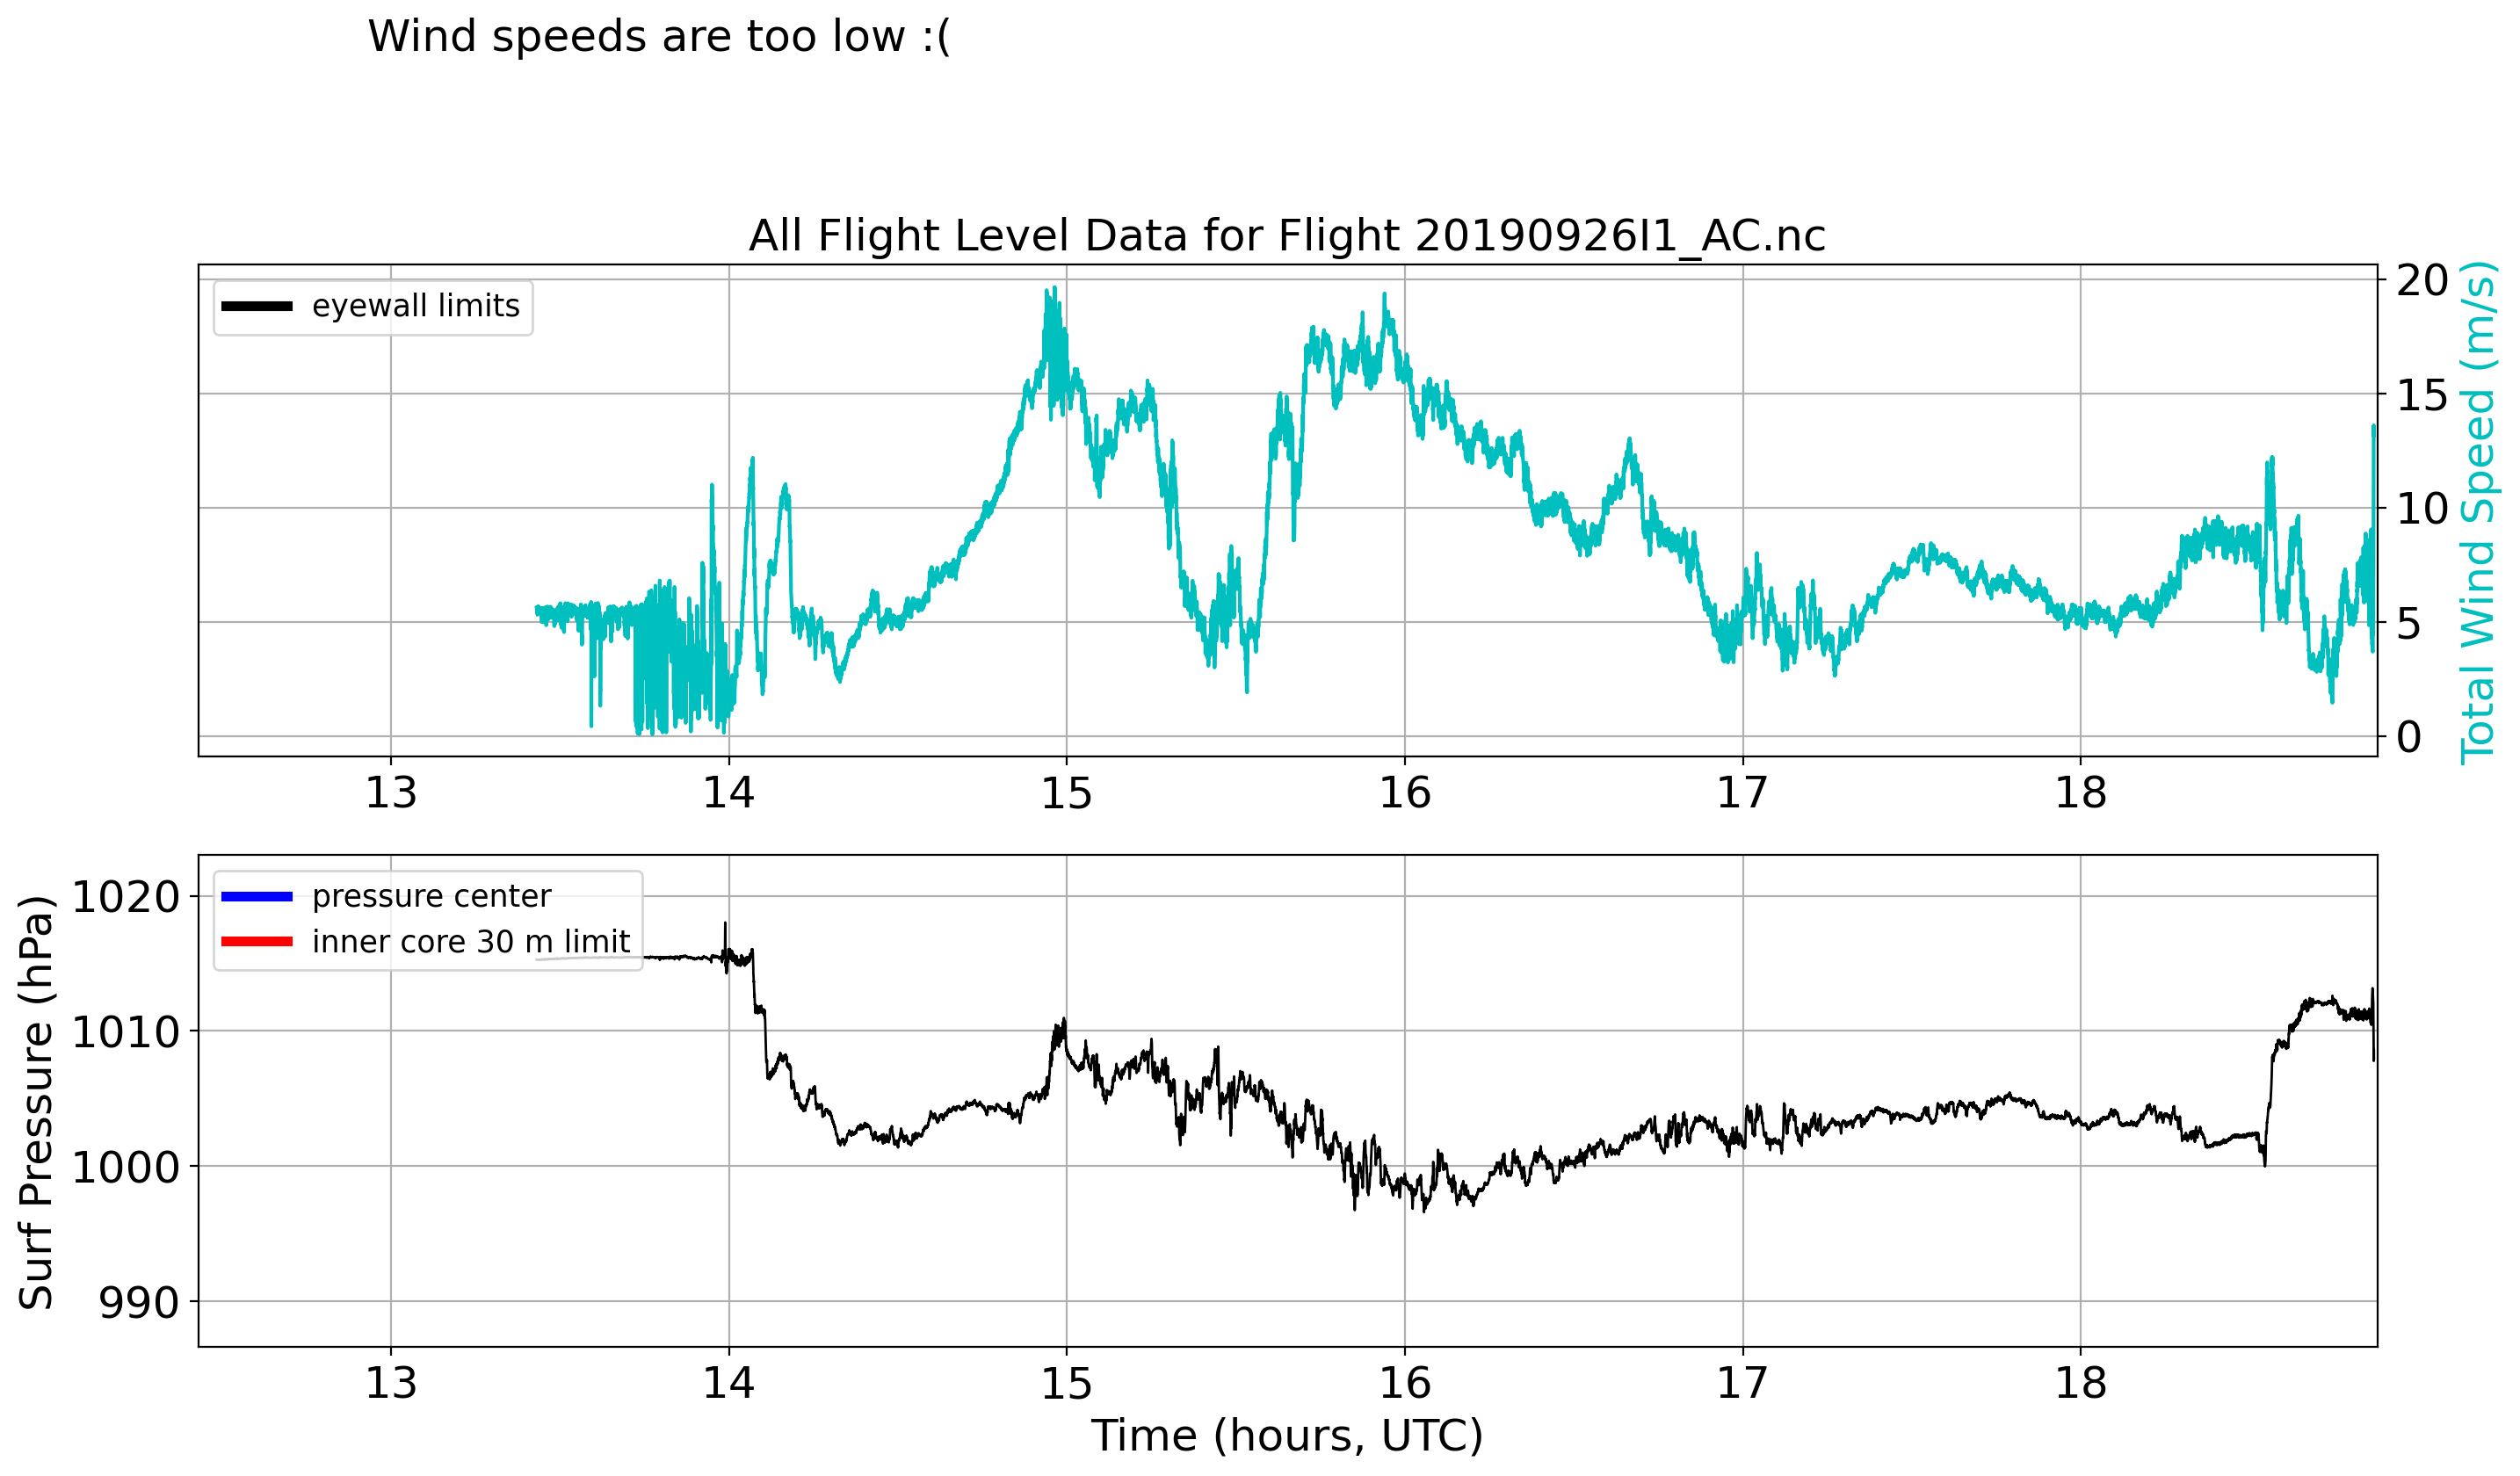 Wind speeds are too low :(
All Flight Level Data for Flight 20190926I1_AC.nc
eyewall limits
20
15
10
5
0
Total Wind Speed (m/s)
13 14 15 16 17 18
pressure center
inner core 30 m limit
1020
1010
1000
990
Surf Pressure (hPa)
13 14 15 16 17 18
Time (hours, UTC)